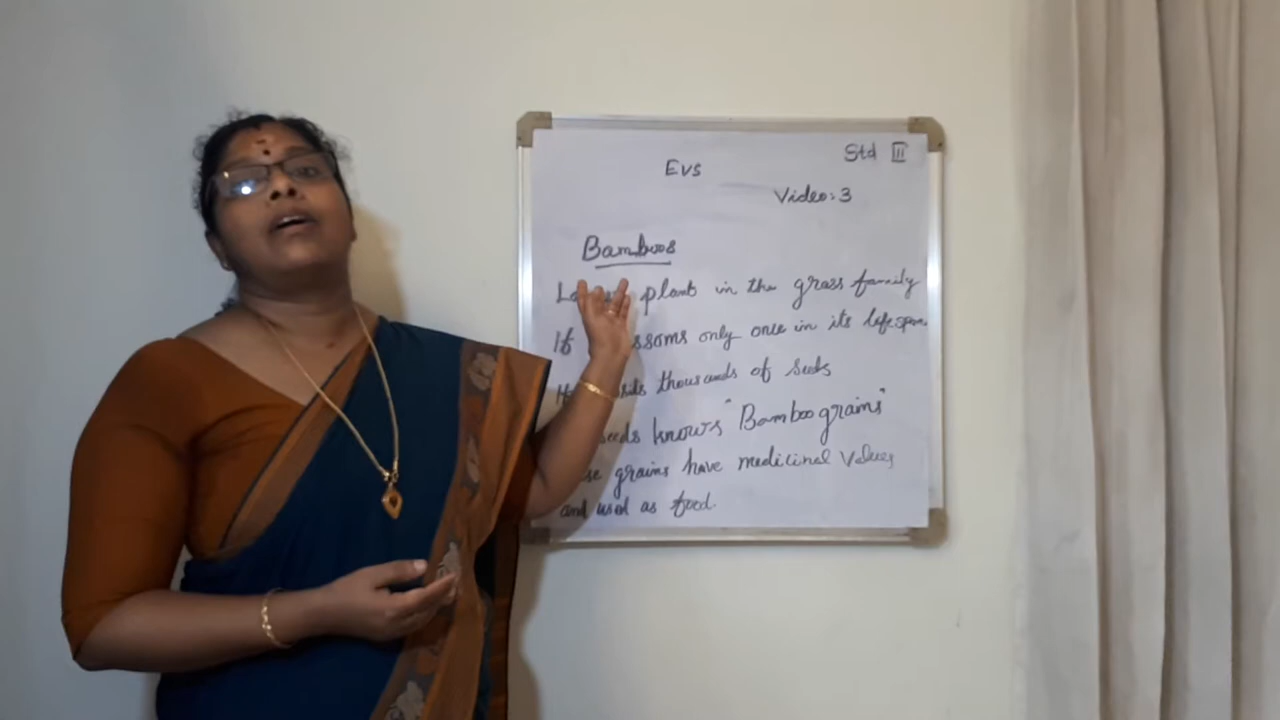 Std III
EVS
Video: 3
Bamboos
plant in the grass family
If only once in its lifespan
thousands of seeds
seeds knows "Bamboo grains"
grains have medicinal values
and used as food.